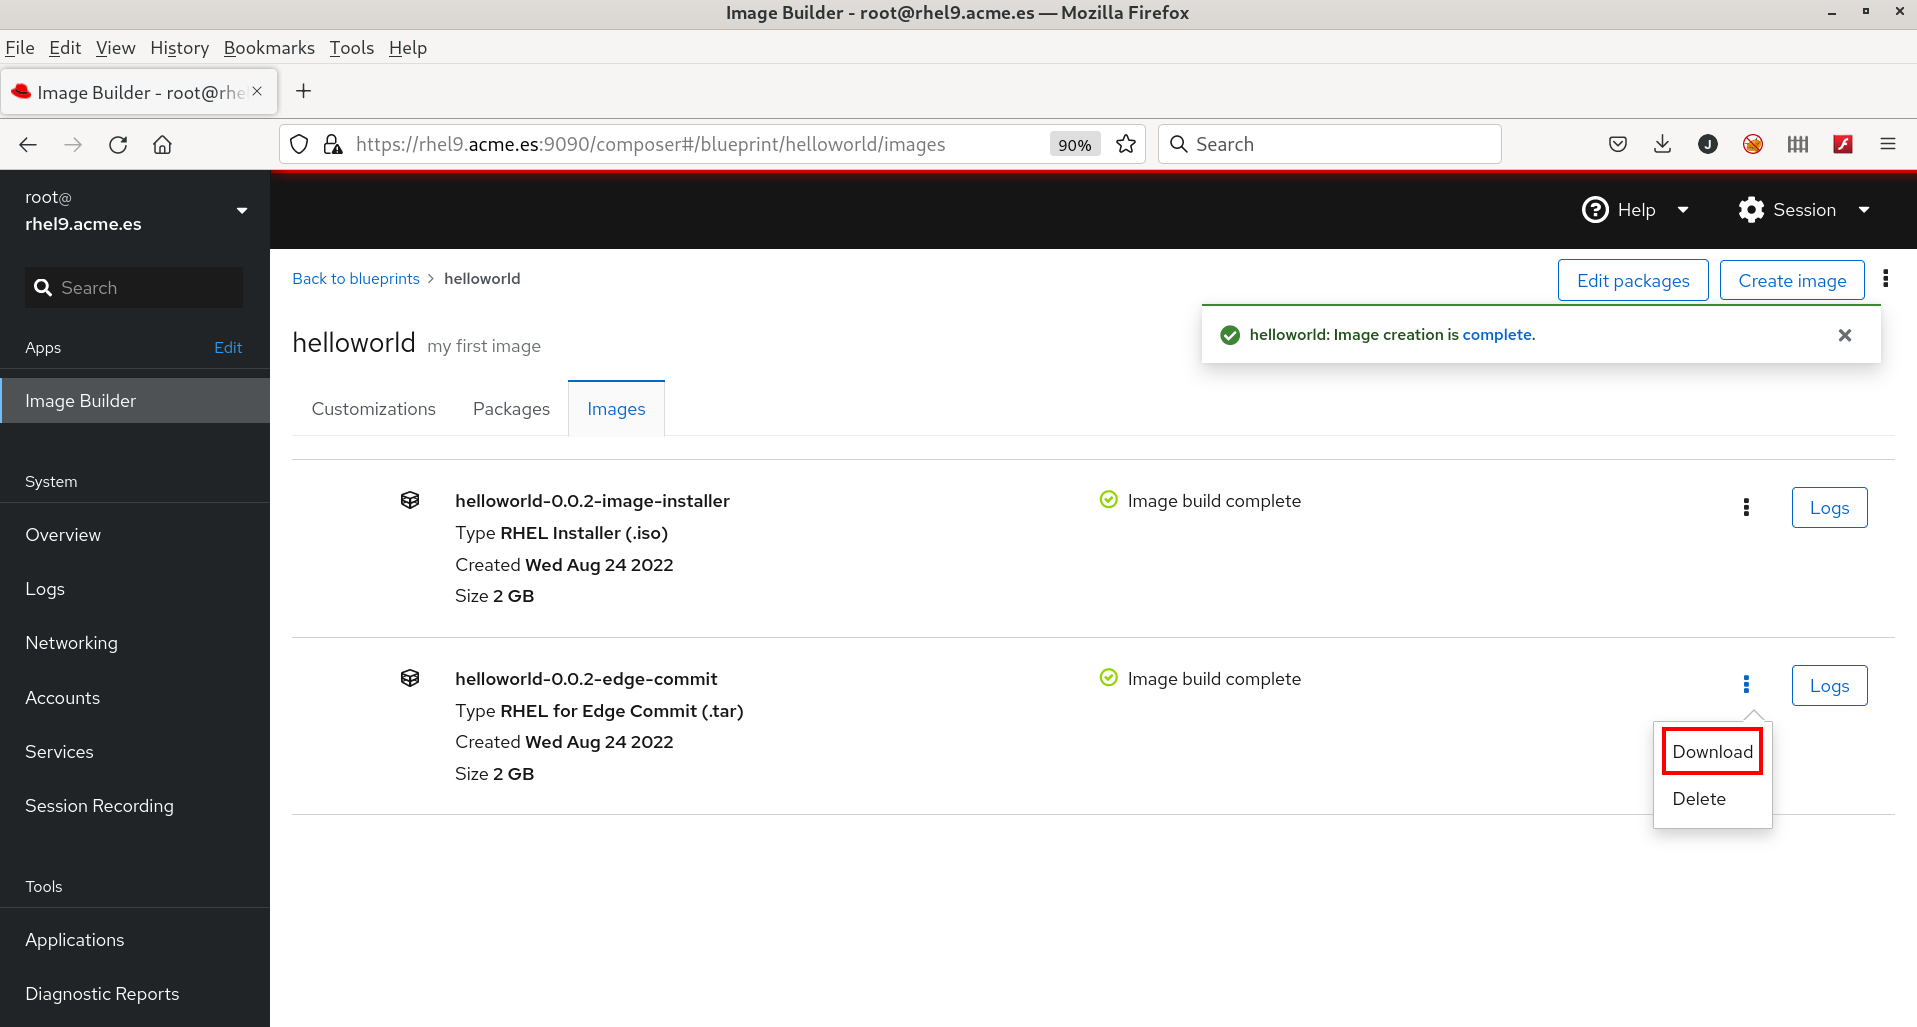 Image Builder - root@rhel9.acme.es — Mozilla Firefox
File Edit View History Bookmarks Tools Help
Image Builder - root@rhe
https://rhel9.acme.es:9090/composer#/blueprint/helloworld/images 90% Search J
root@
rhel9.acme.es
Help Session
Search
Apps Edit
Image Builder
System
Overview
Logs
Networking
Accounts
Services
Session Recording
Tools
Applications
Diagnostic Reports
Back to blueprints > helloworld
Edit packages Create image
helloworld: Image creation is complete.
helloworld my first image
Customizations Packages Images
helloworld-0.0.2-image-installer Image build complete Logs
Type RHEL Installer (.iso)
Created Wed Aug 24 2022
Size 2 GB
helloworld-0.0.2-edge-commit Image build complete Logs
Type RHEL for Edge Commit (.tar)
Created Wed Aug 24 2022
Size 2 GB
Download
Delete